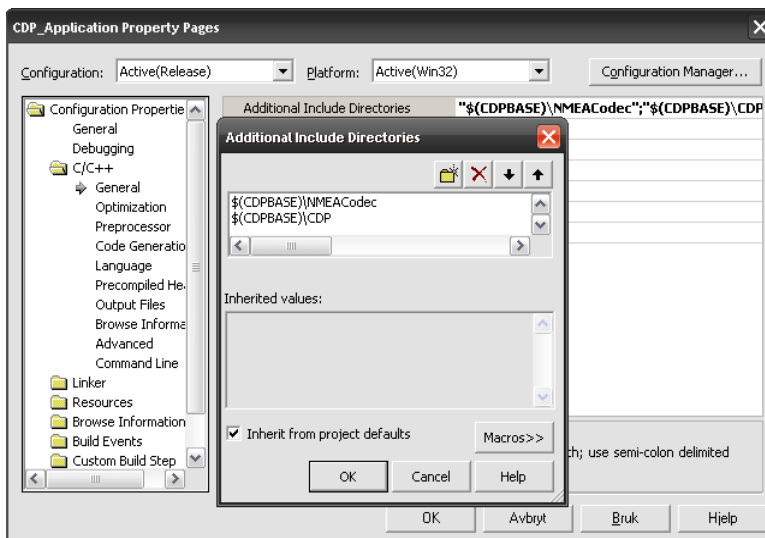 CDP_Application Property Pages
Configuration: Active(Release) Platform: Active(Win32) Configuration Manager...
Configuration Propertie
General
Debugging
C/C++
General
Optimization
Preprocessor
Code Generatio
Language
Precompiled He
Output Files
Browse Informa
Advanced
Command Line
Linker
Resources
Browse Information
Build Events
Custom Build Step
Additional Include Directories "$(CDPBASE)\NMEACodec";"$(CDPBASE)\CDP
Additional Include Directories
$(CDPBASE)\NMEACodec
$(CDPBASE)\CDP
Inherited values:
Inherit from project defaults
Macros>>
OK Cancel Help
th; use semi-colon delimited
OK Avbryt Bruk Hjelp